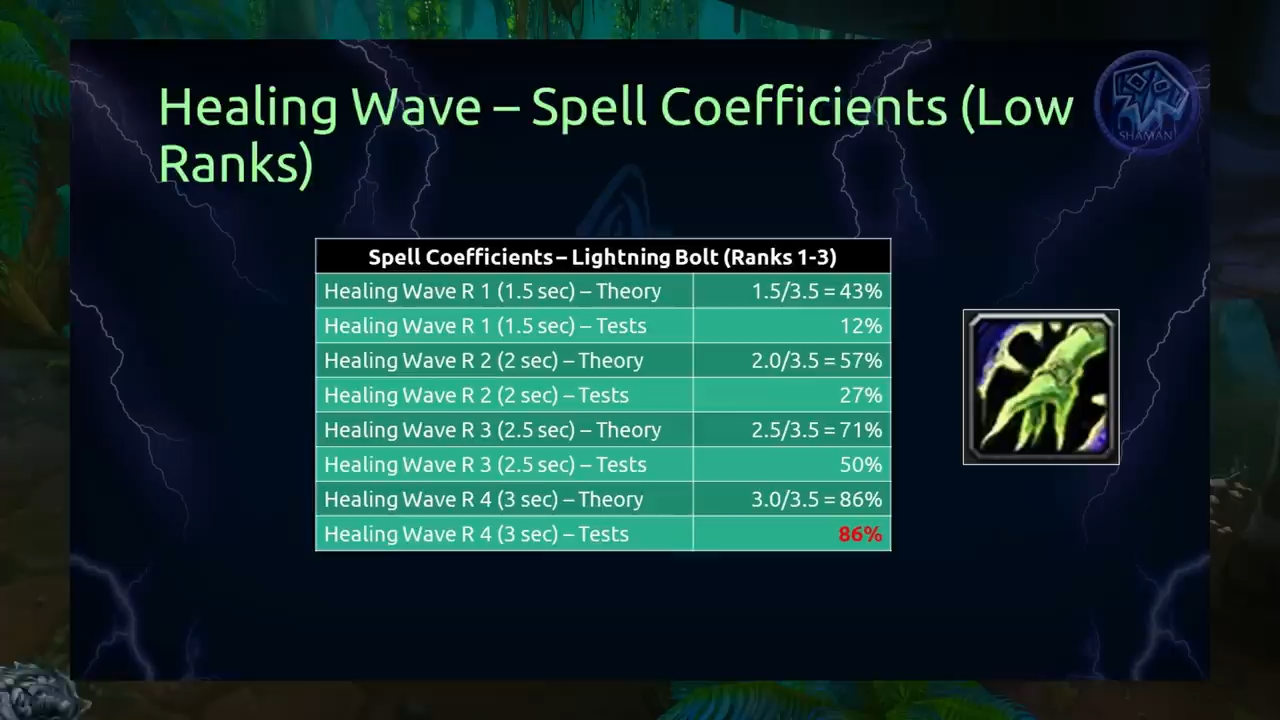 Healing Wave – Spell Coefficients (Low
Ranks)
SHAMAN
Spell Coefficients – Lightning Bolt (Ranks 1-3)
Healing Wave R 1 (1.5 sec) – Theory 1.5/3.5 = 43%
Healing Wave R 1 (1.5 sec) – Tests 12%
Healing Wave R 2 (2 sec) – Theory 2.0/3.5 = 57%
Healing Wave R 2 (2 sec) – Tests 27%
Healing Wave R 3 (2.5 sec) – Theory 2.5/3.5 = 71%
Healing Wave R 3 (2.5 sec) – Tests 50%
Healing Wave R 4 (3 sec) – Theory 3.0/3.5 = 86%
Healing Wave R 4 (3 sec) – Tests 86%